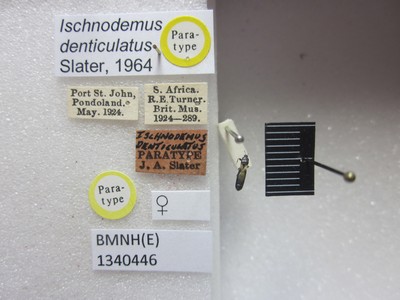 Ischnodemus
denticulatus
Slater, 1964
Para-
type
Port St. John,
Pondoland.
May. 1924.
S. Africa.
R.E. Turner.
Brit. Mus.
1924—289.
ISCHNODEMUS
DENTICULATUS
PARATYPE
J. A. Slater
Para-
type
♀
BMNH(E)
1340446